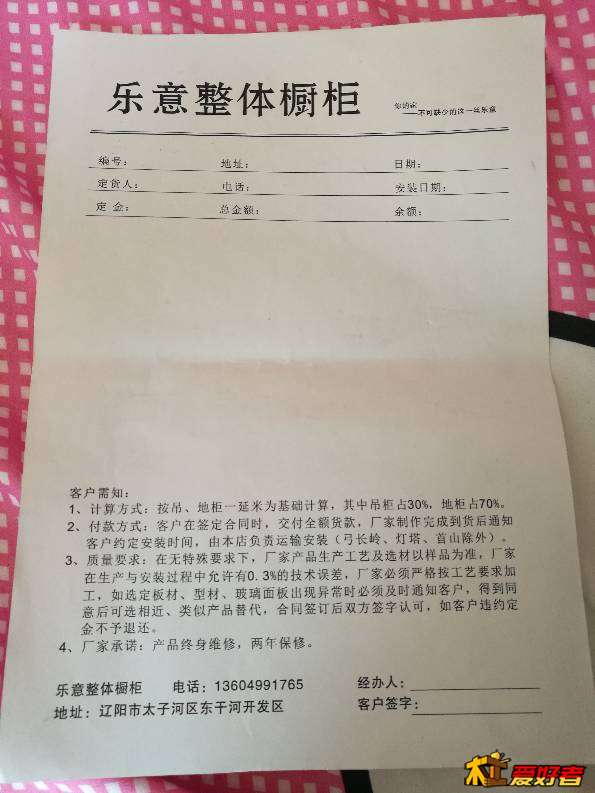 乐意整体橱柜
您的家
——不可缺少的这一丝乐意
编号： 地址： 日期：
定货人： 电话： 安装日期：
定 金： 总金额： 余额：
客户需知：
1、计算方式：按吊、地柜一延米为基础计算，其中吊柜占30%，地柜占70%。
2、付款方式：客户在签定合同时，交付全额货款，厂家制作完成到货后通知
客户约定安装时间，由本店负责运输安装（弓长岭、灯塔、首山除外）。
3、质量要求：在无特殊要求下，厂家产品生产工艺及选材以样品为准，厂家
在生产与安装过程中允许有0.3%的技术误差，厂家必须严格按工艺要求加
工，如选定板材、型材、玻璃面板出现异常时必须及时通知客户，得到同
意后可选相近、类似产品替代，合同签订后双方签字认可，如客户违约定
金不予退还。
4、厂家承诺：产品终身维修，两年保修。
乐意整体橱柜 电话：13604991765 经办人：
地址：辽阳市太子河区东干河开发区 客户签字：
木工爱好者